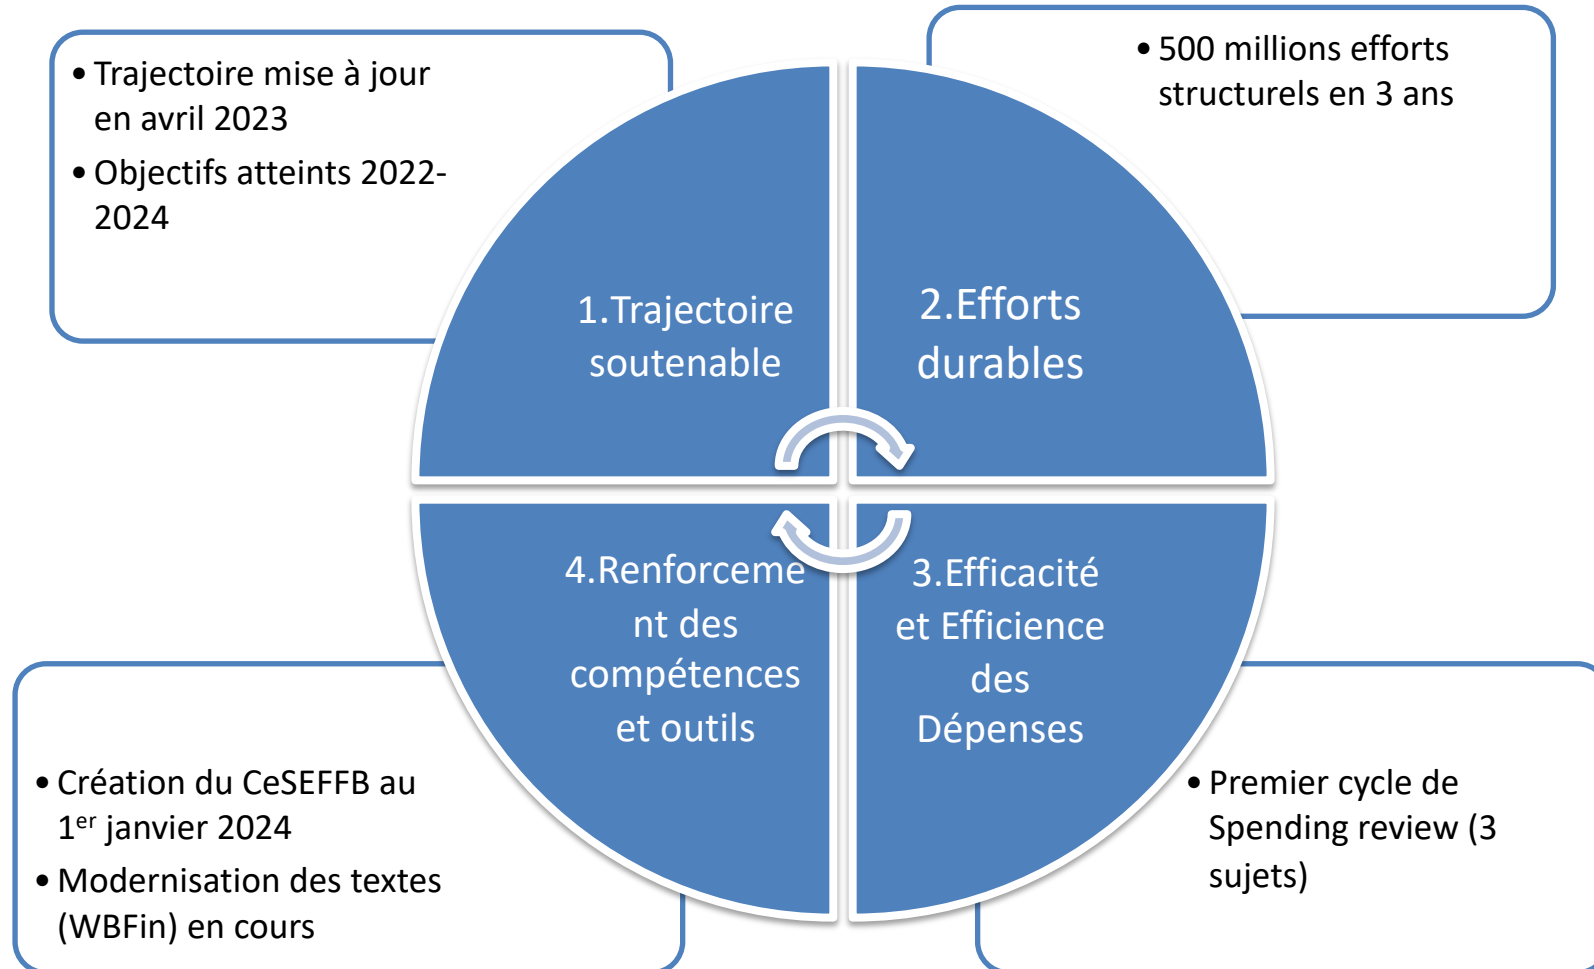 • Trajectoire mise à jour
en avril 2023
• Objectifs atteints 2022-
2024
• 500 millions efforts
structurels en 3 ans
1.Trajectoire
soutenable
2.Efforts
durables
4.Renforceme
nt des
compétences
et outils
3.Efficacité
et Efficience
des
Dépenses
• Création du CeSEFFB au
1er janvier 2024
• Modernisation des textes
(WBFin) en cours
• Premier cycle de
Spending review (3
sujets)